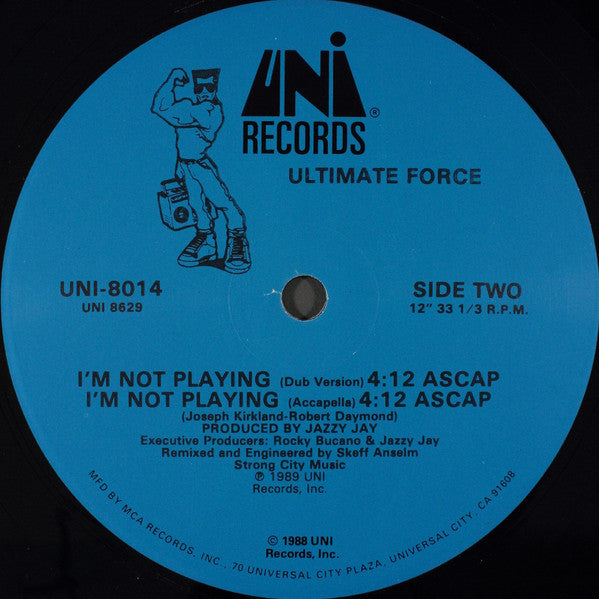 UNI
®
RECORDS
ULTIMATE FORCE
UNI-8014
UNI 8629
SIDE TWO
12" 33 1/3 R.P.M.
I'M NOT PLAYING (Dub Version) 4:12 ASCAP
I'M NOT PLAYING (Accapella) 4:12 ASCAP
(Joseph Kirkland-Robert Daymond)
PRODUCED BY JAZZY JAY
Executive Producers: Rocky Bucano & Jazzy Jay
Remixed and Engineered by Skeff Anselm
Strong City Music
℗ 1989 UNI
Records, Inc.
© 1988 UNI
Records, Inc.
MFD BY MCA RECORDS, INC., 70 UNIVERSAL CITY PLAZA, UNIVERSAL CITY, CA 91608